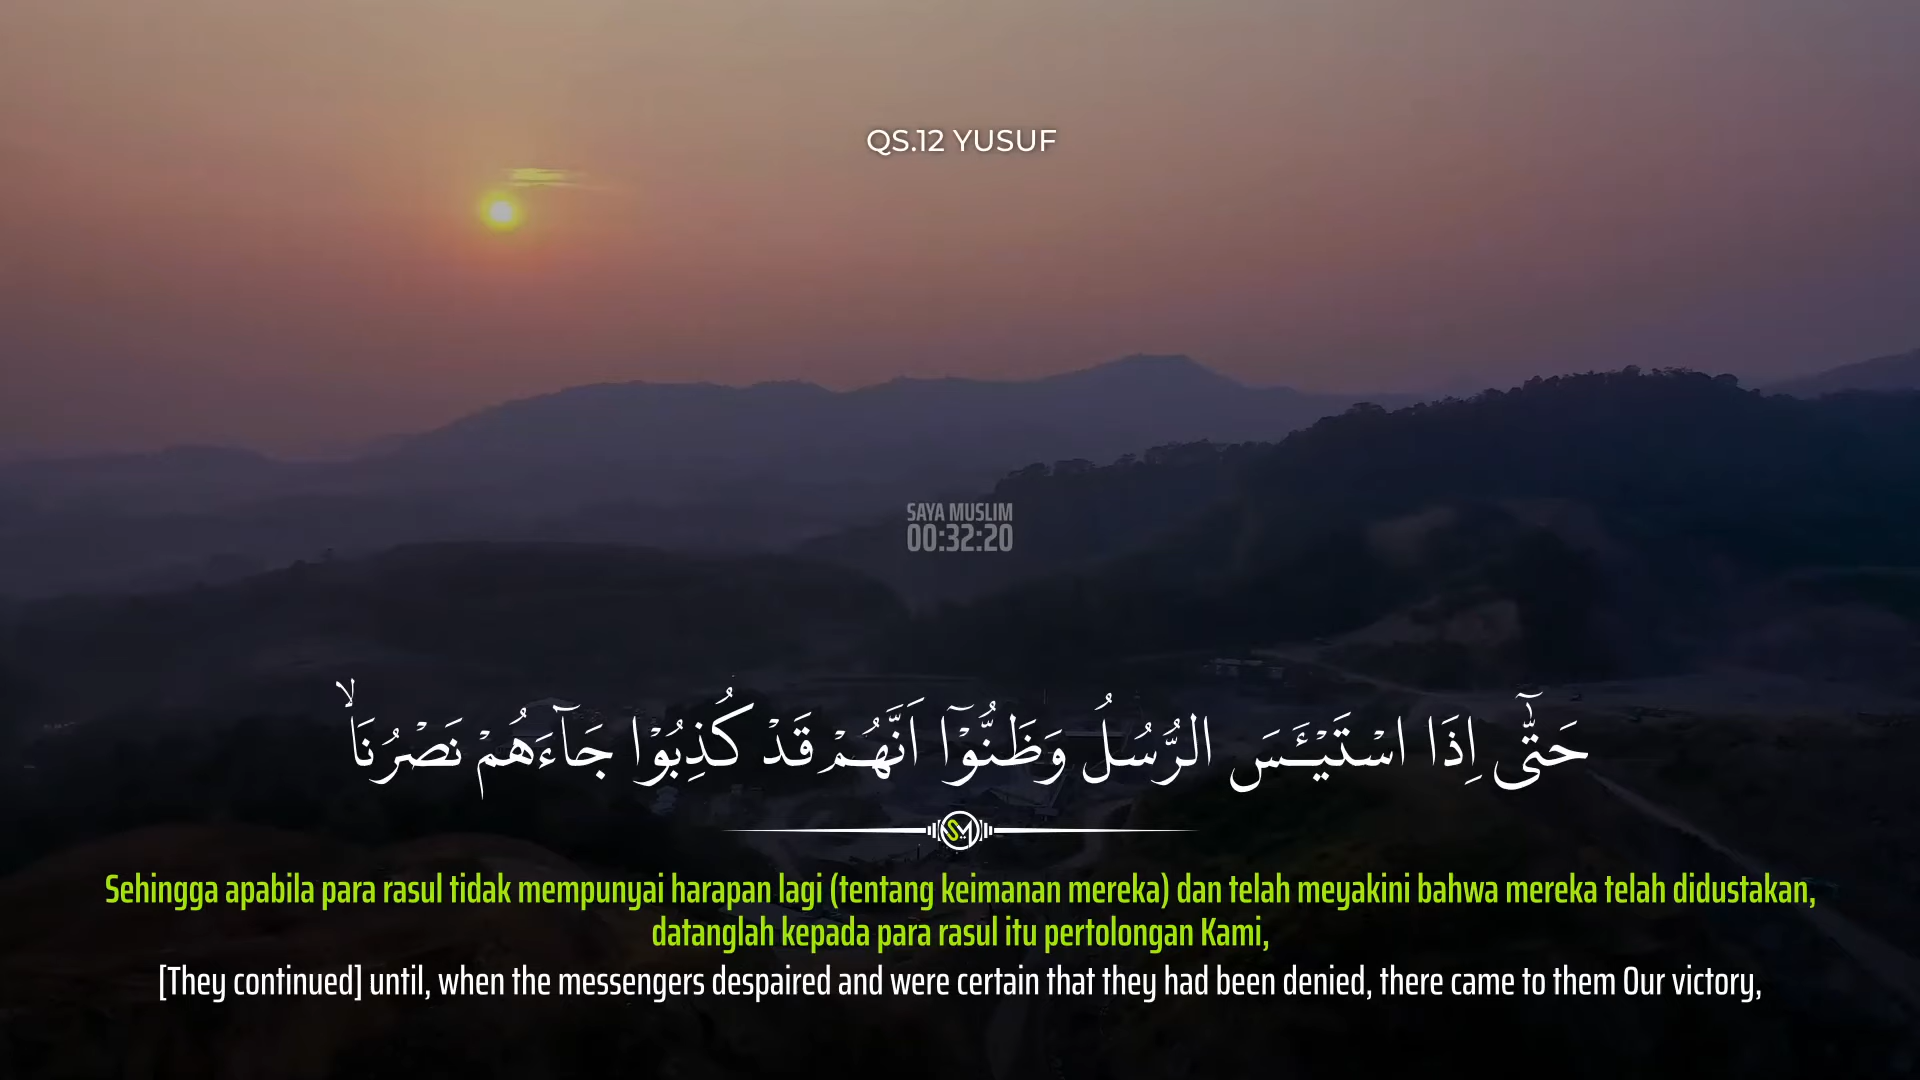 QS.12 YUSUF
SAYA MUSLIM
00:32:20
حَتّٰٓى اِذَا اسْتَيْـَٔسَ الرُّسُلُ وَظَنُّوْٓا اَنَّهُمْ قَدْ كُذِبُوْا جَاۤءَهُمْ نَصْرُنَاۙ
SM
Sehingga apabila para rasul tidak mempunyai harapan lagi (tentang keimanan mereka) dan telah meyakini bahwa mereka telah didustakan,
datanglah kepada para rasul itu pertolongan Kami,
[They continued] until, when the messengers despaired and were certain that they had been denied, there came to them Our victory,